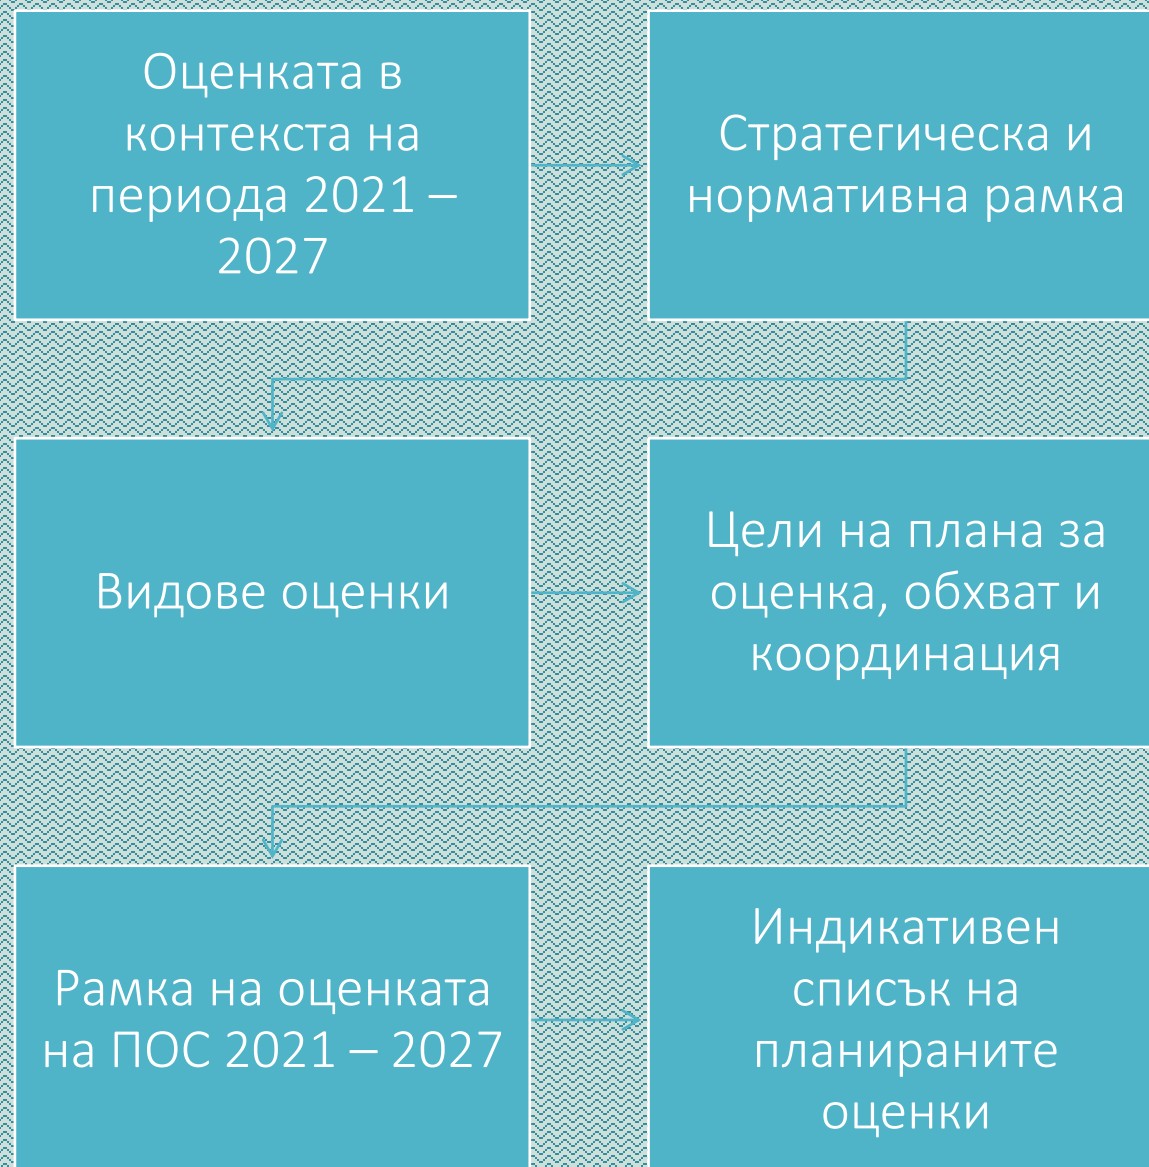 Оценката в
контекста на
периода 2021 –
2027
Стратегическа и
нормативна рамка
Видове оценки
Цели на плана за
оценка, обхват и
координация
Рамка на оценката
на ПОС 2021 – 2027
Индикативен
списък на
планираните
оценки